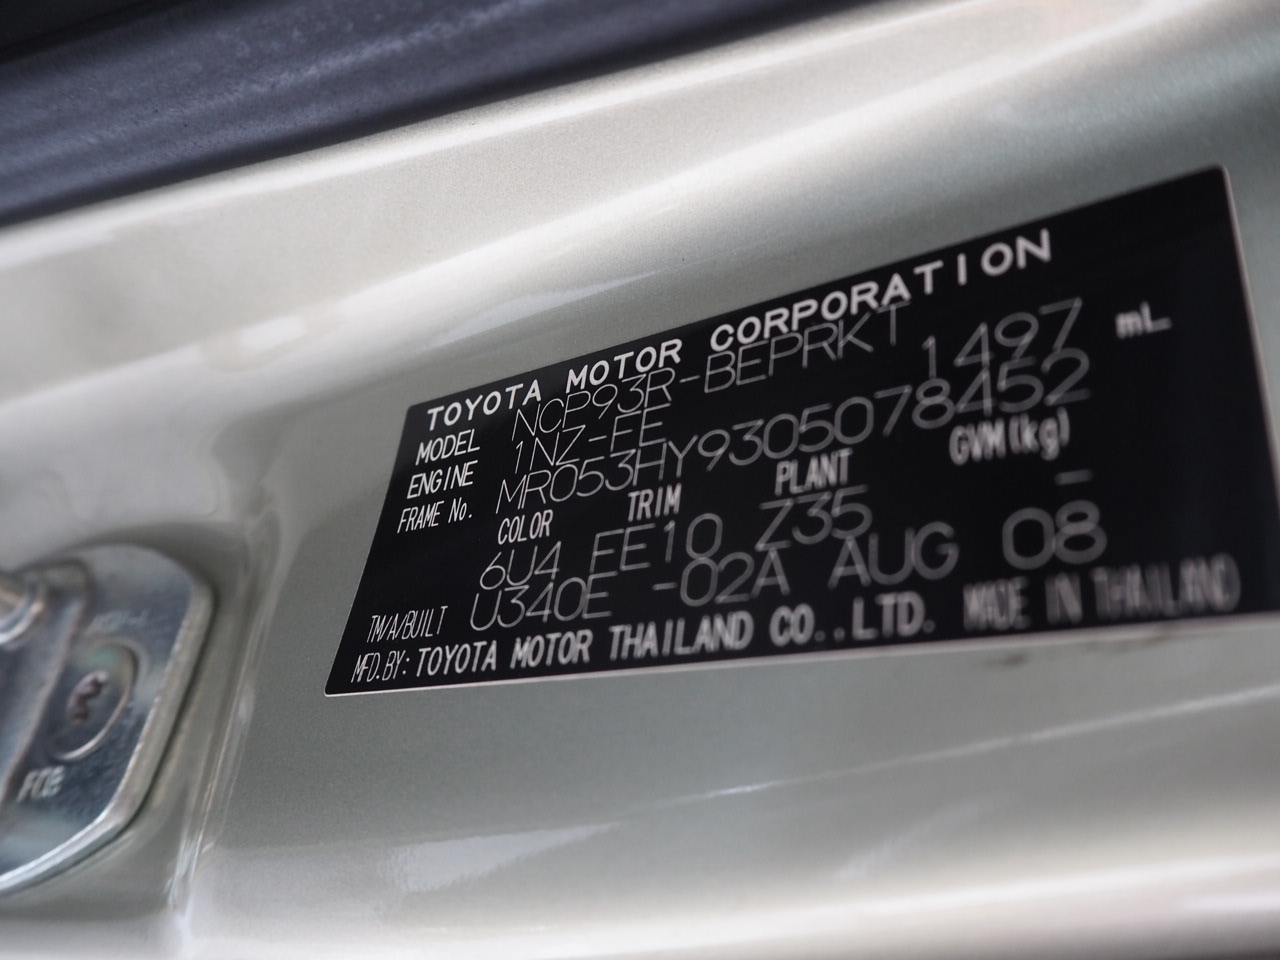 TOYOTA MOTOR CORPORATION
MODEL NCP93R-BEPRKT
ENGINE 1NZ-FE 1497 mL
FRAME No. MR053HY9305078452
COLOR TRIM PLANT GVM(kg)
6U4 FE10 Z35 -
TM/A/BUILT U340E -02A AUG 08
MFD.BY: TOYOTA MOTOR THAILAND CO.,LTD. MADE IN THAILAND